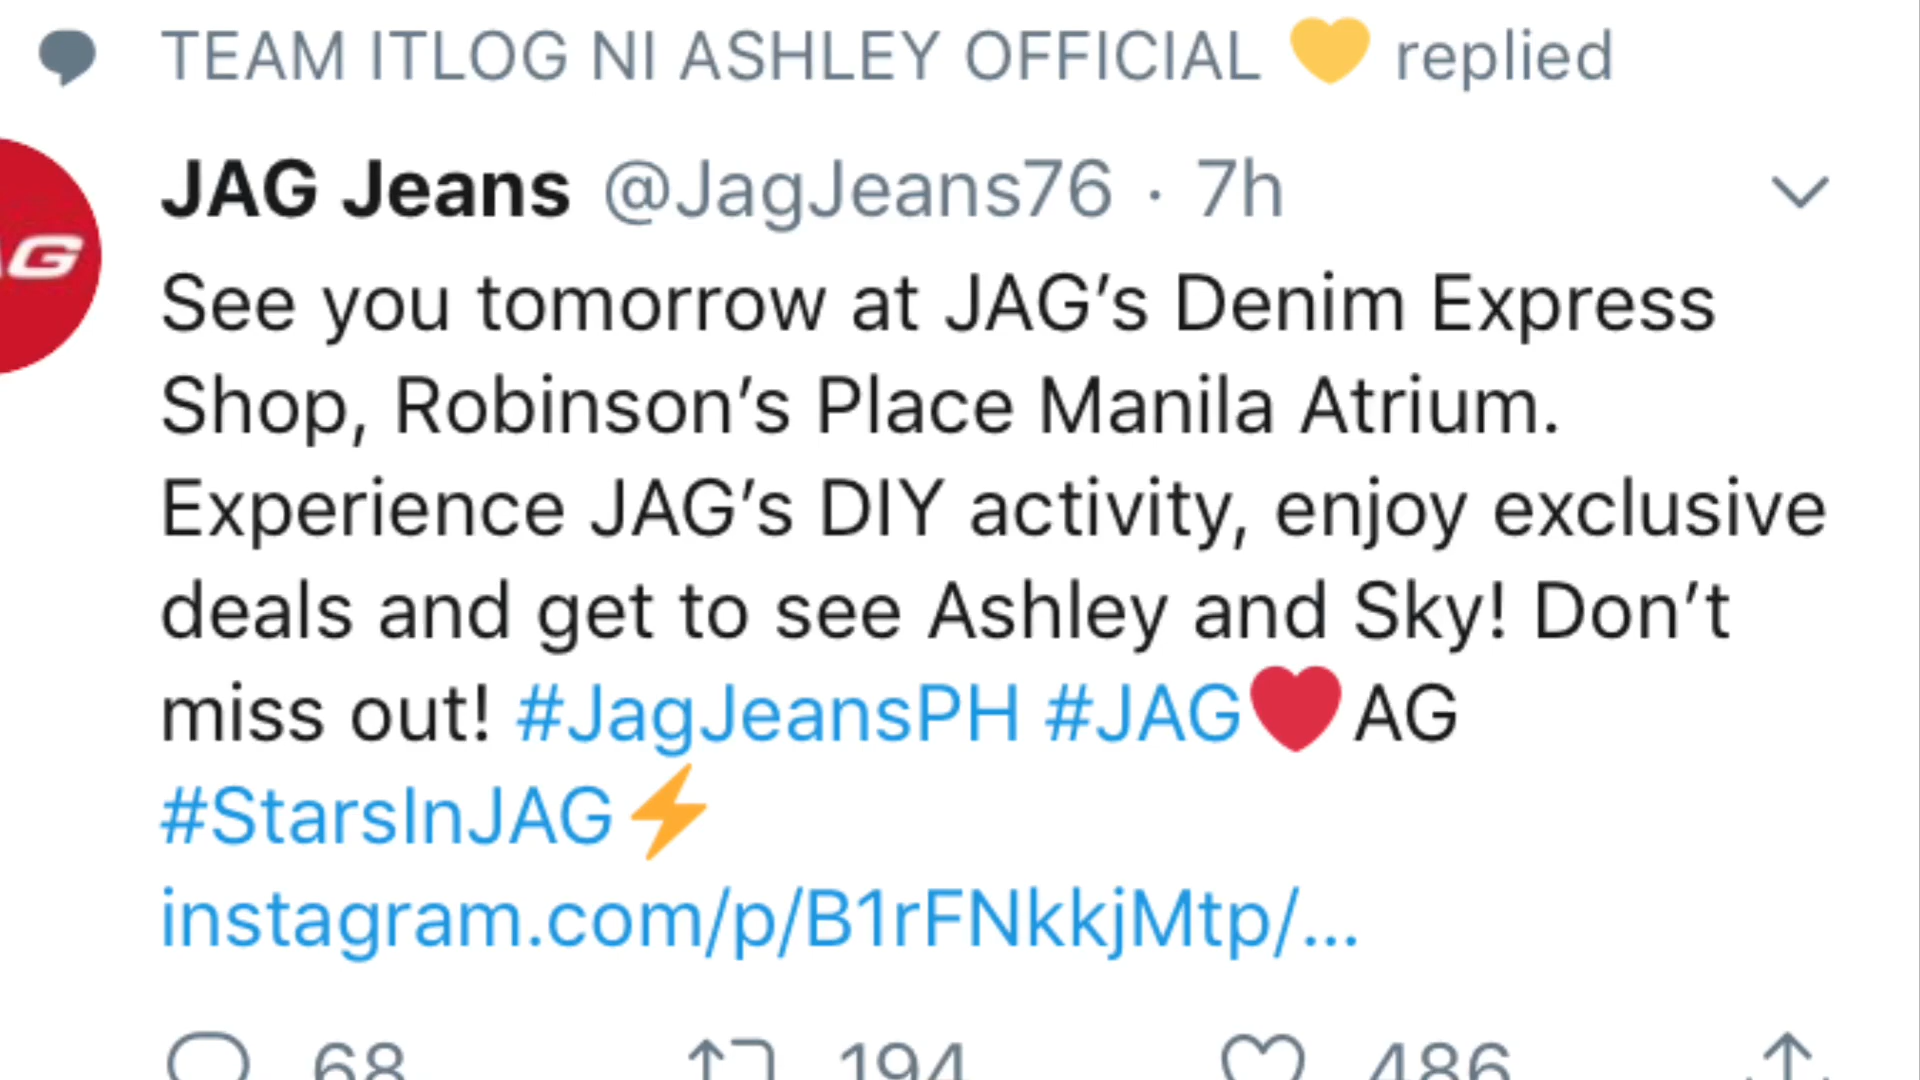 TEAM ITLOG NI ASHLEY OFFICIAL 💛 replied
JAG Jeans @JagJeans76 · 7h
AG
See you tomorrow at JAG’s Denim Express
Shop, Robinson’s Place Manila Atrium.
Experience JAG’s DIY activity, enjoy exclusive
deals and get to see Ashley and Sky! Don’t
miss out! #JagJeansPH #JAG❤️AG
#StarsInJAG⚡
instagram.com/p/B1rFNkkjMtp/...
68 194 486